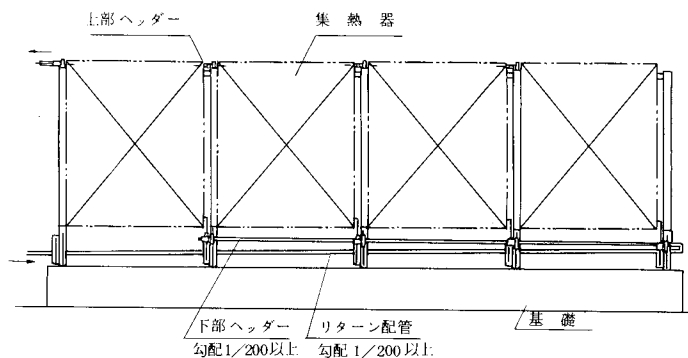 上部ヘッダー
集熱器
下部ヘッダー
勾配1/200以上
リターン配管
勾配1/200以上
基礎